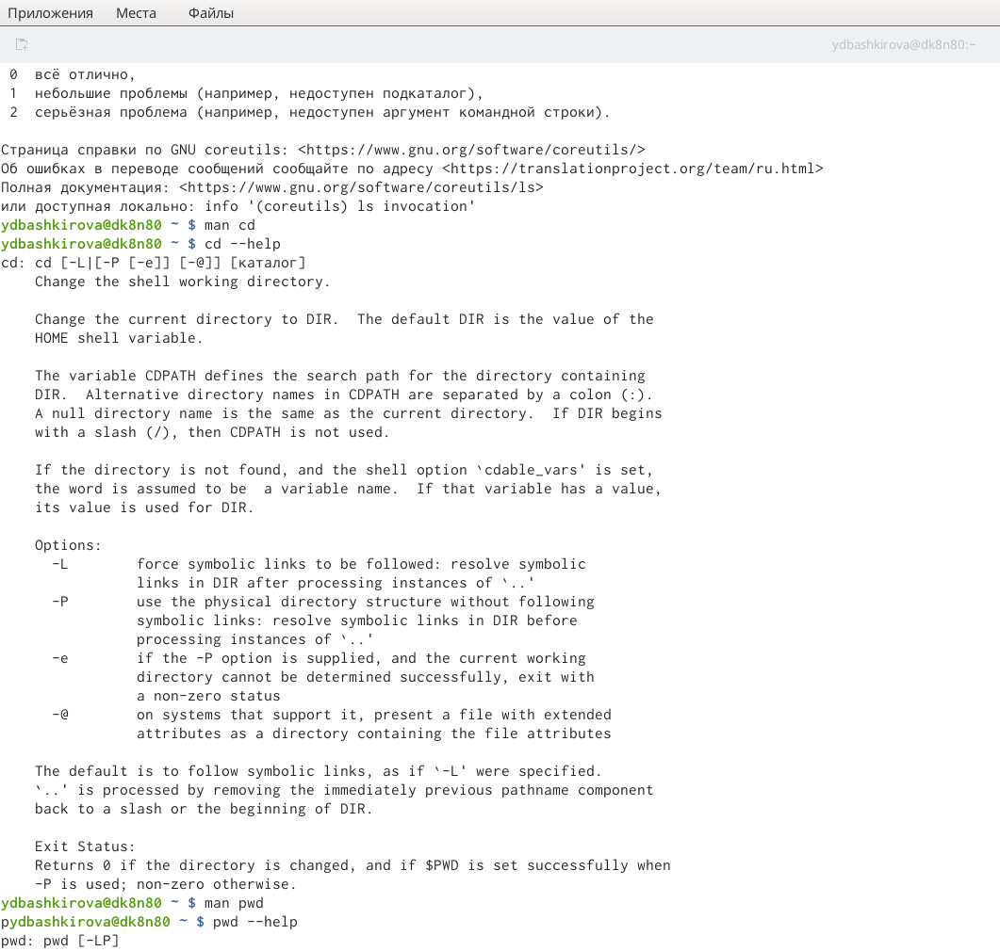 Приложения Места Файлы
ydbashkirova@dk8n80:~
0 всё отлично,
1 небольшие проблемы (например, недоступен подкаталог),
2 серьёзная проблема (например, недоступен аргумент командной строки).
Страница справки по GNU coreutils: <https://www.gnu.org/software/coreutils/>
Об ошибках в переводе сообщений сообщайте по адресу <https://translationproject.org/team/ru.html>
Полная документация: <https://www.gnu.org/software/coreutils/ls>
или доступная локально: info '(coreutils) ls invocation'
ydbashkirova@dk8n80 ~ $ man cd
ydbashkirova@dk8n80 ~ $ cd --help
cd: cd [-L|[-P [-e]] [-@]] [каталог]
Change the shell working directory.
Change the current directory to DIR.  The default DIR is the value of the
HOME shell variable.
The variable CDPATH defines the search path for the directory containing
DIR.  Alternative directory names in CDPATH are separated by a colon (:).
A null directory name is the same as the current directory.  If DIR begins
with a slash (/), then CDPATH is not used.
If the directory is not found, and the shell option `cdable_vars' is set,
the word is assumed to be  a variable name.  If that variable has a value,
its value is used for DIR.
Options:
-L force symbolic links to be followed: resolve symbolic
links in DIR after processing instances of `..'
-P use the physical directory structure without following
symbolic links: resolve symbolic links in DIR before
processing instances of `..'
-e if the -P option is supplied, and the current working
directory cannot be determined successfully, exit with
a non-zero status
-@ on systems that support it, present a file with extended
attributes as a directory containing the file attributes
The default is to follow symbolic links, as if `-L' were specified.
`..' is processed by removing the immediately previous pathname component
back to a slash or the beginning of DIR.
Exit Status:
Returns 0 if the directory is changed, and if $PWD is set successfully when
-P is used; non-zero otherwise.
ydbashkirova@dk8n80 ~ $ man pwd
pydbashkirova@dk8n80 ~ $ pwd --help
pwd: pwd [-LP]